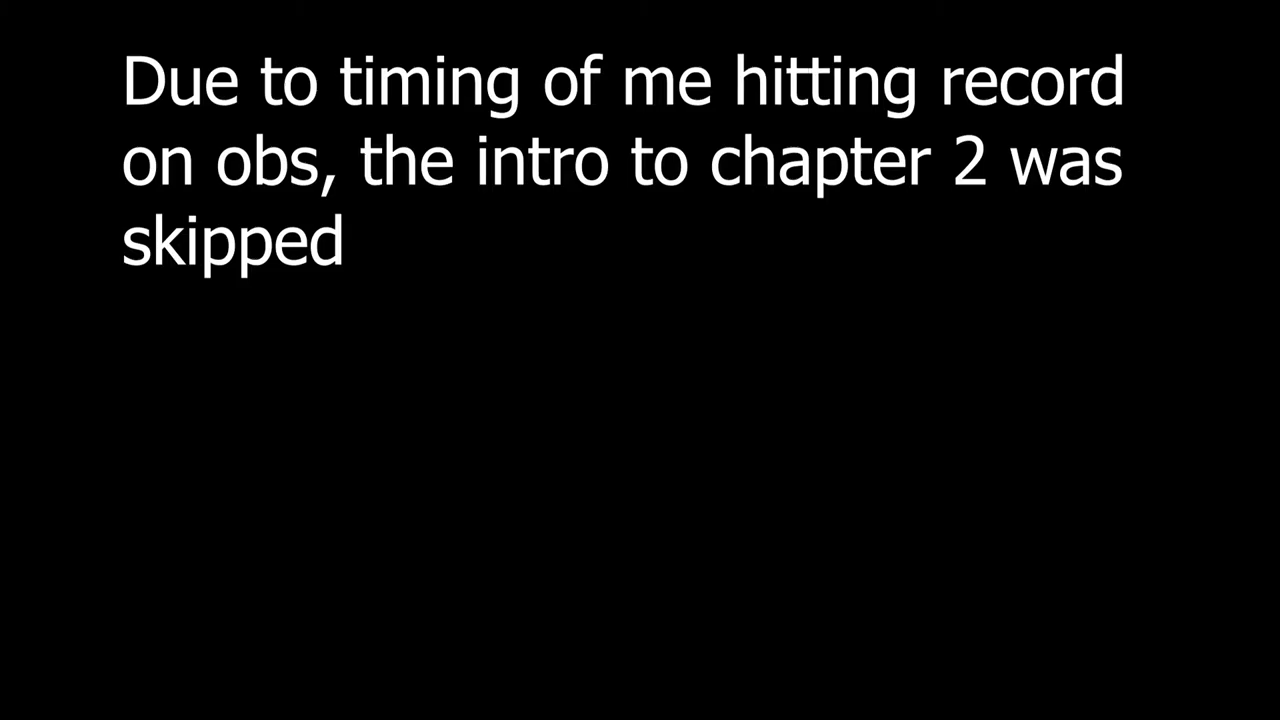 Due to timing of me hitting record
on obs, the intro to chapter 2 was
skipped